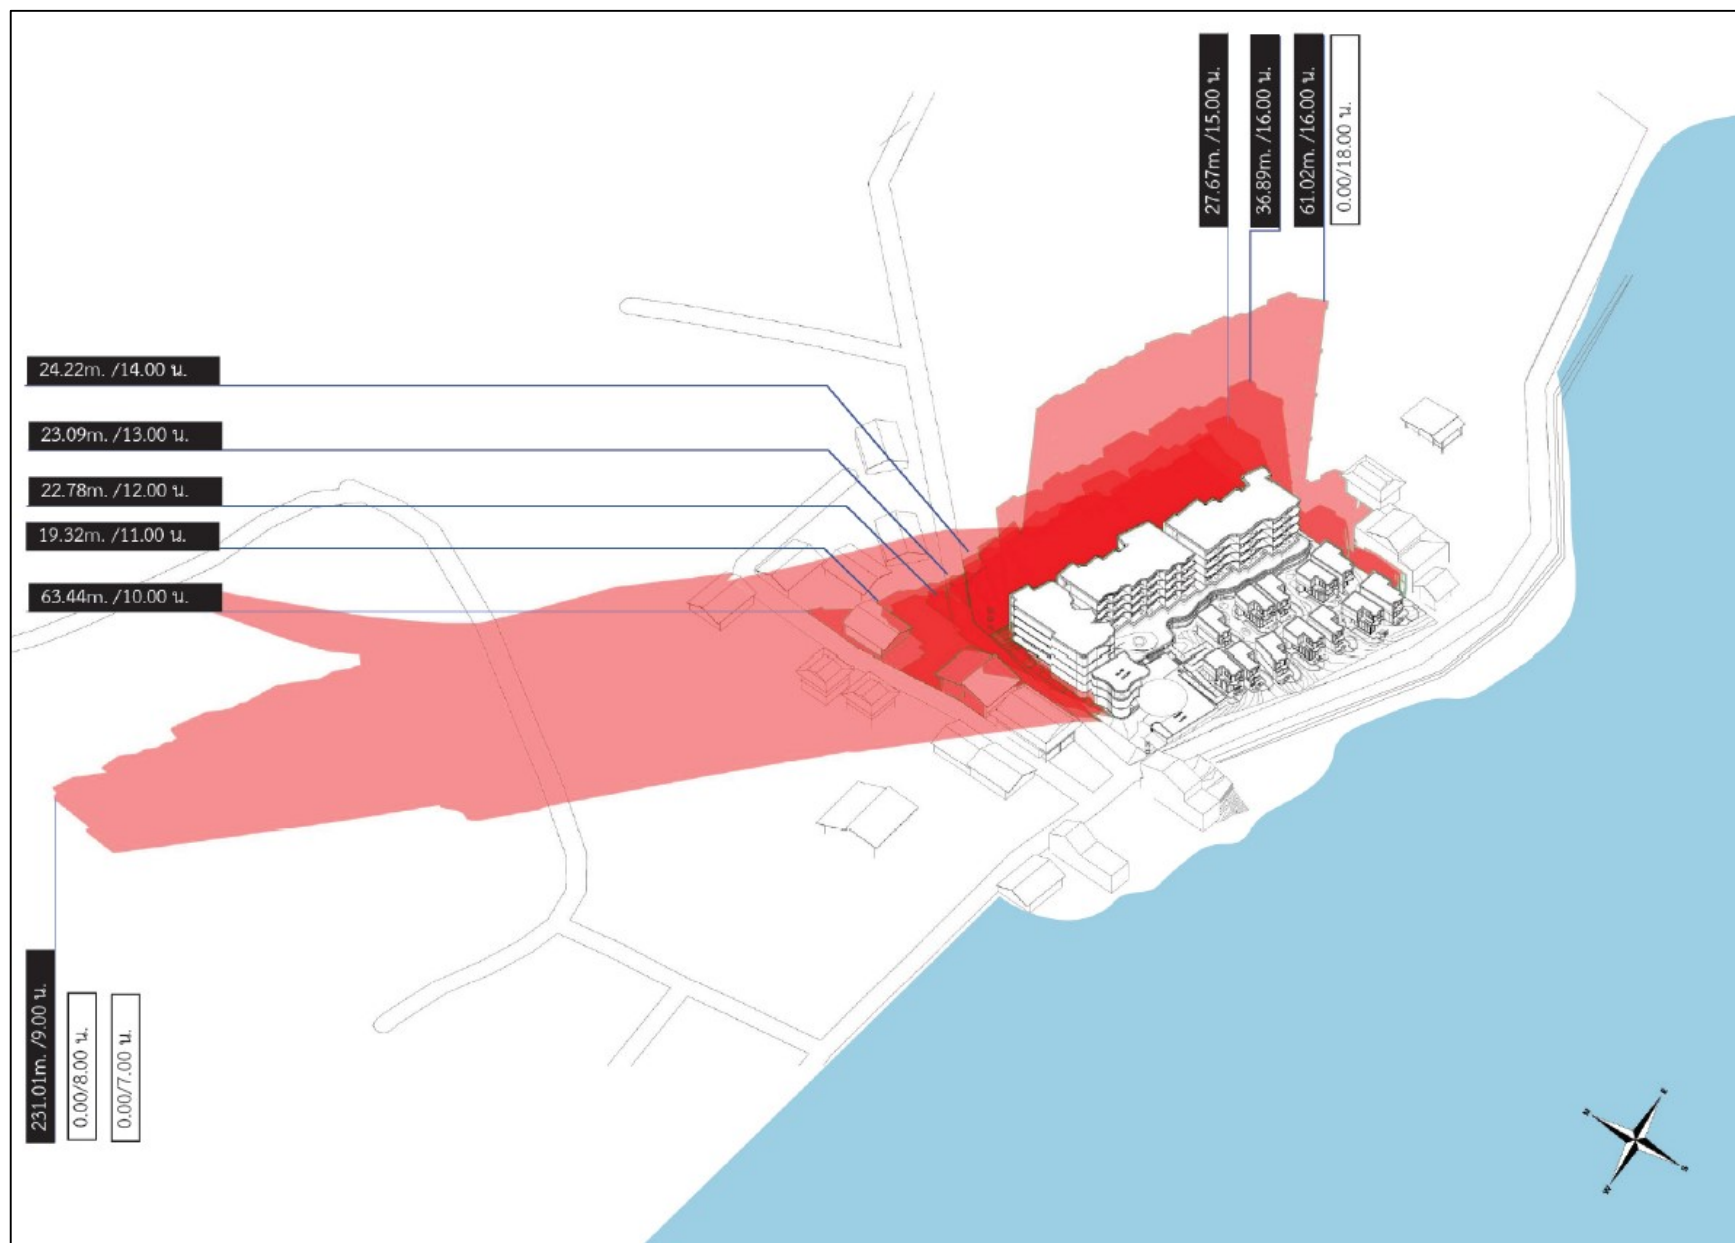 27.67m. /15.00 น.
36.89m. /16.00 น.
61.02m. /16.00 น.
0.00/18.00 น.
24.22m. /14.00 น.
23.09m. /13.00 น.
22.78m. /12.00 น.
19.32m. /11.00 น.
63.44m. /10.00 น.
231.01m. /9.00 น.
0.00/8.00 น.
0.00/7.00 น.
N
E
W
S